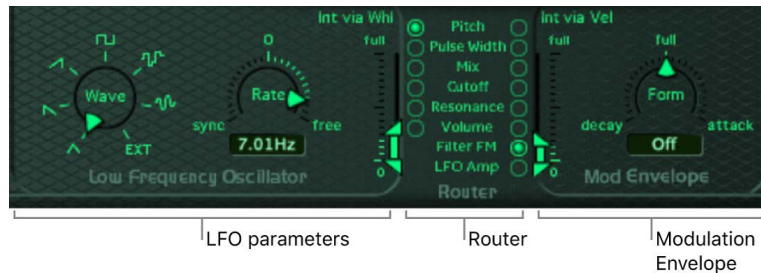 Int via Whl
full
0
Wave
EXT
0
Rate
sync
free
7.01Hz
Low Frequency Oscillator
Pitch
Pulse Width
Mix
Cutoff
Resonance
Volume
Filter FM
LFO Amp
Router
Int via Vel
full
0
full
Form
decay
attack
Off
Mod Envelope
LFO parameters
Router
Modulation
Envelope